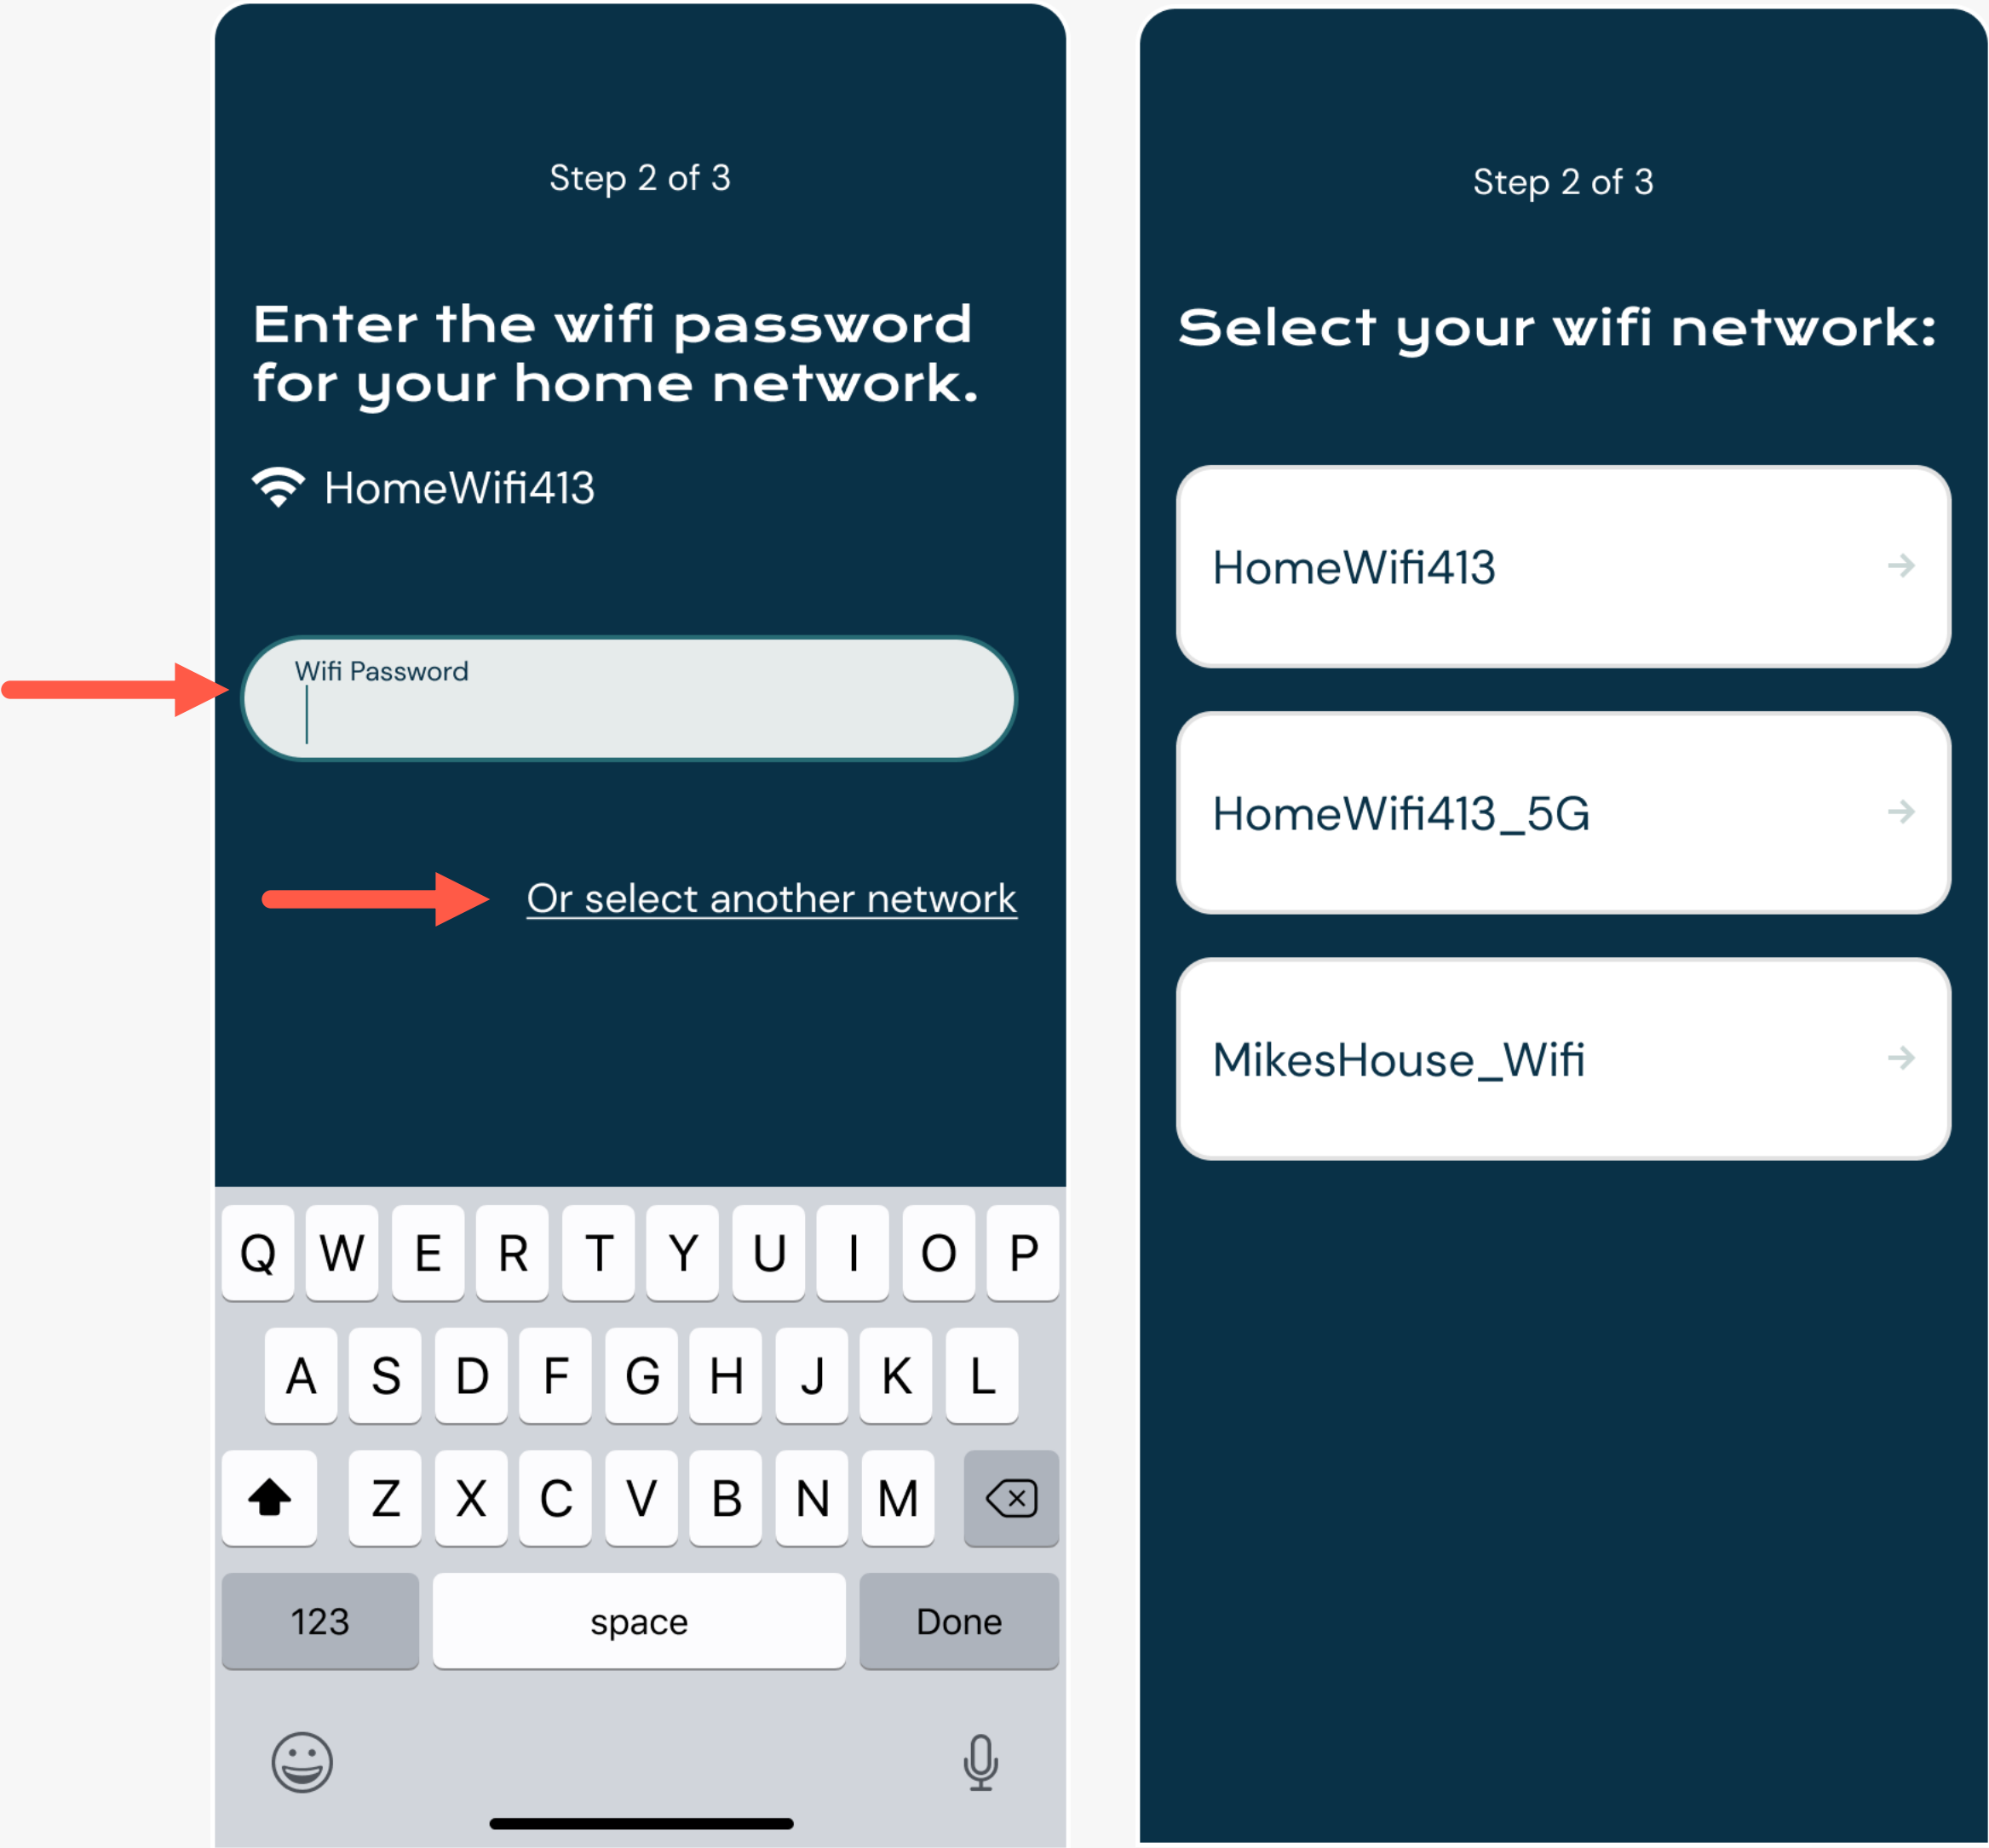 Step 2 of 3
Enter the wifi password
for your home network.
HomeWifi413
Wifi Password
Or select another network
Q W E R T Y U I O P
A S D F G H J K L
Z X C V B N M
123 space Done
Step 2 of 3
Select your wifi network:
HomeWifi413
HomeWifi413_5G
MikesHouse_Wifi